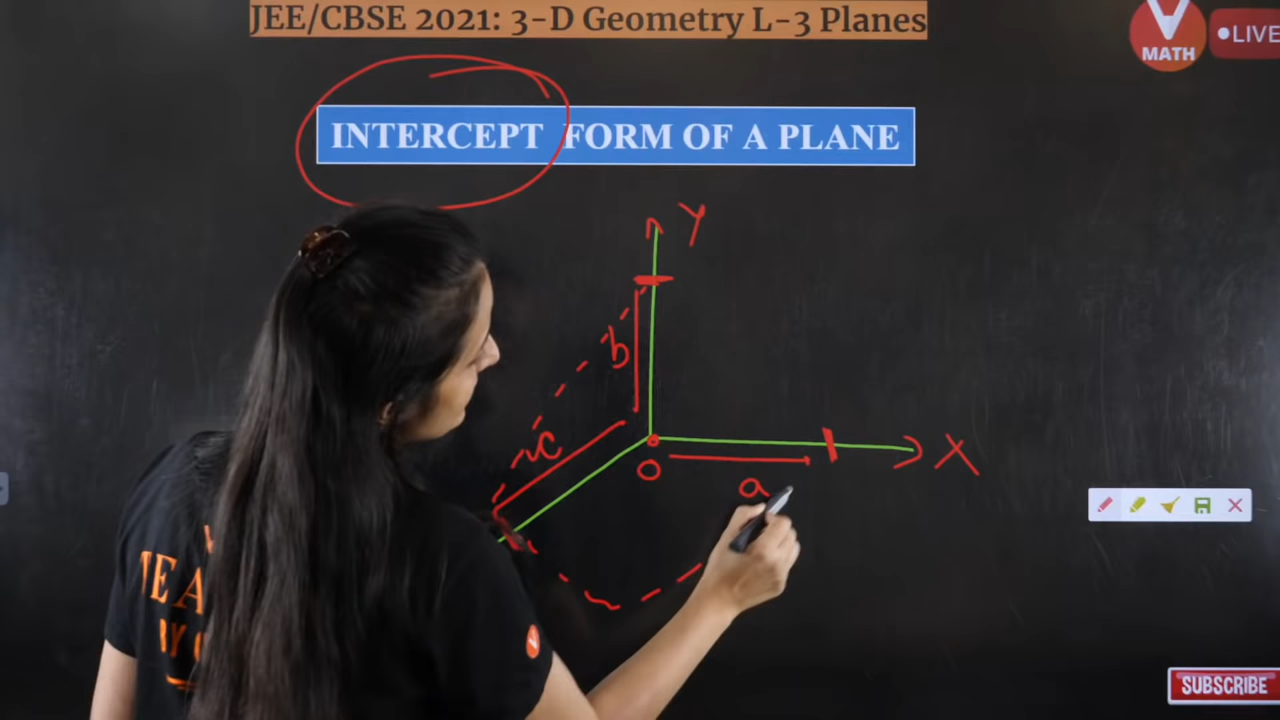 JEE/CBSE 2021: 3-D Geometry L-3 Planes
V
MATH
LIVE
INTERCEPT FORM OF A PLANE
Y
b
c
O
X
a
SUBSCRIBE